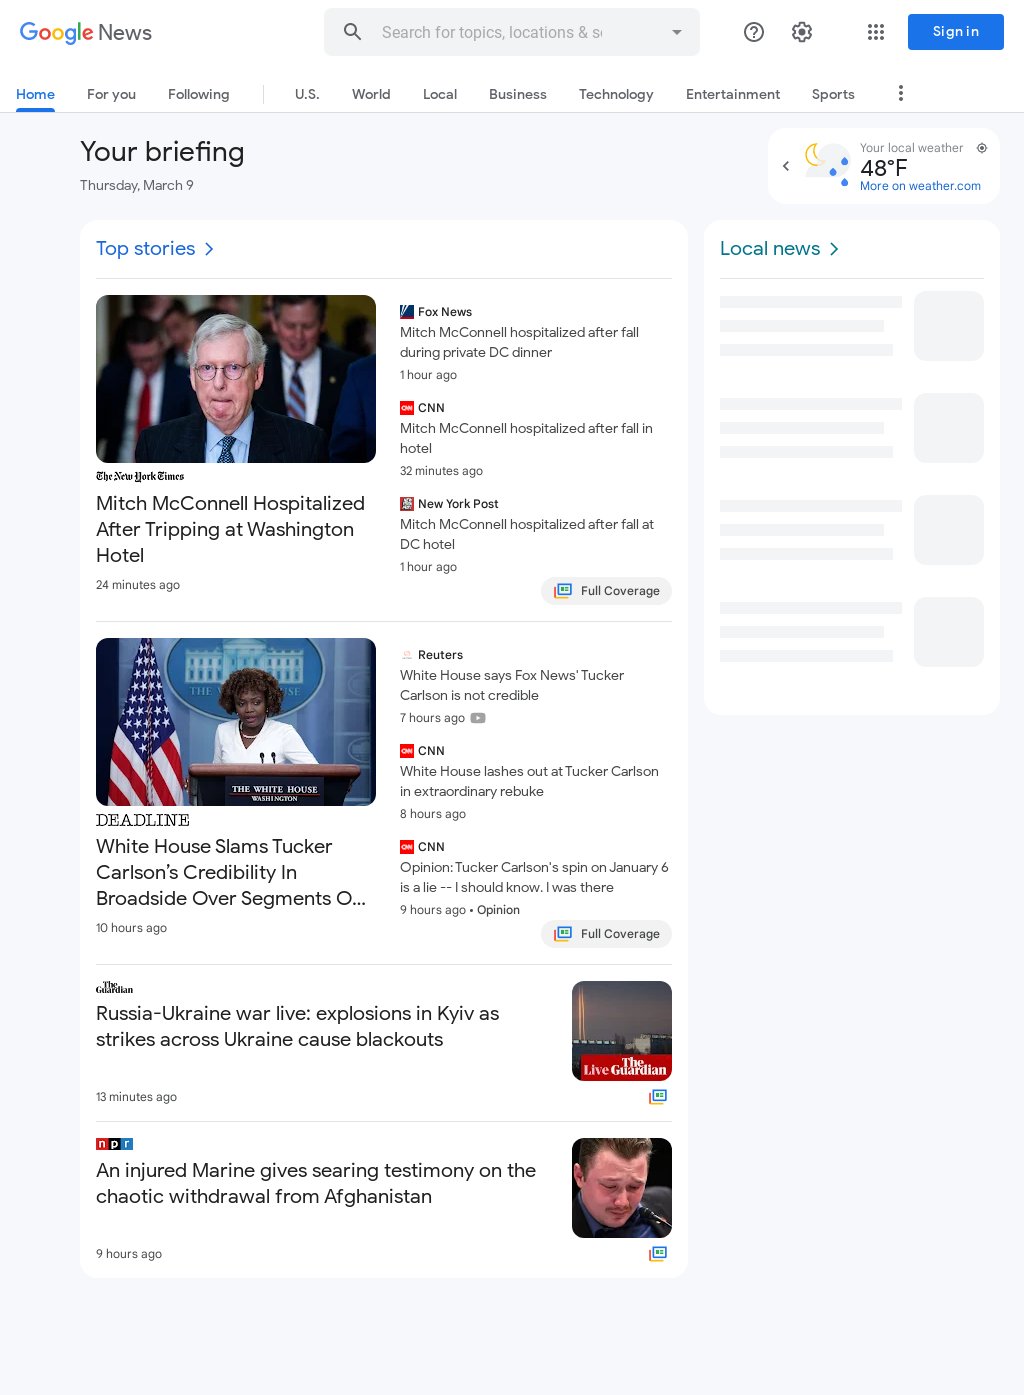 Google News
Search for topics, locations & so
Sign in
Home
For you
Following
U.S.
World
Local
Business
Technology
Entertainment
Sports
Your briefing
Thursday, March 9
Your local weather
48°F
More on weather.com
Top stories
The New York Times
Mitch McConnell Hospitalized
After Tripping at Washington
Hotel
24 minutes ago
Fox News
Mitch McConnell hospitalized after fall
during private DC dinner
1 hour ago
CNN
CNN
Mitch McConnell hospitalized after fall in
hotel
32 minutes ago
New York Post
Mitch McConnell hospitalized after fall at
DC hotel
1 hour ago
Full Coverage
THE WHITE HOUSE
THE WHITE HOUSE
WASHINGTON
DEADLINE
White House Slams Tucker
Carlson’s Credibility In
Broadside Over Segments O...
10 hours ago
Reuters
White House says Fox News' Tucker
Carlson is not credible
7 hours ago
CNN
CNN
White House lashes out at Tucker Carlson
in extraordinary rebuke
8 hours ago
CNN
CNN
Opinion: Tucker Carlson's spin on January 6
is a lie -- I should know. I was there
9 hours ago • Opinion
Full Coverage
The
Guardian
Russia-Ukraine war live: explosions in Kyiv as
strikes across Ukraine cause blackouts
13 minutes ago
The
Live Guardian
npr
An injured Marine gives searing testimony on the
chaotic withdrawal from Afghanistan
9 hours ago
Local news